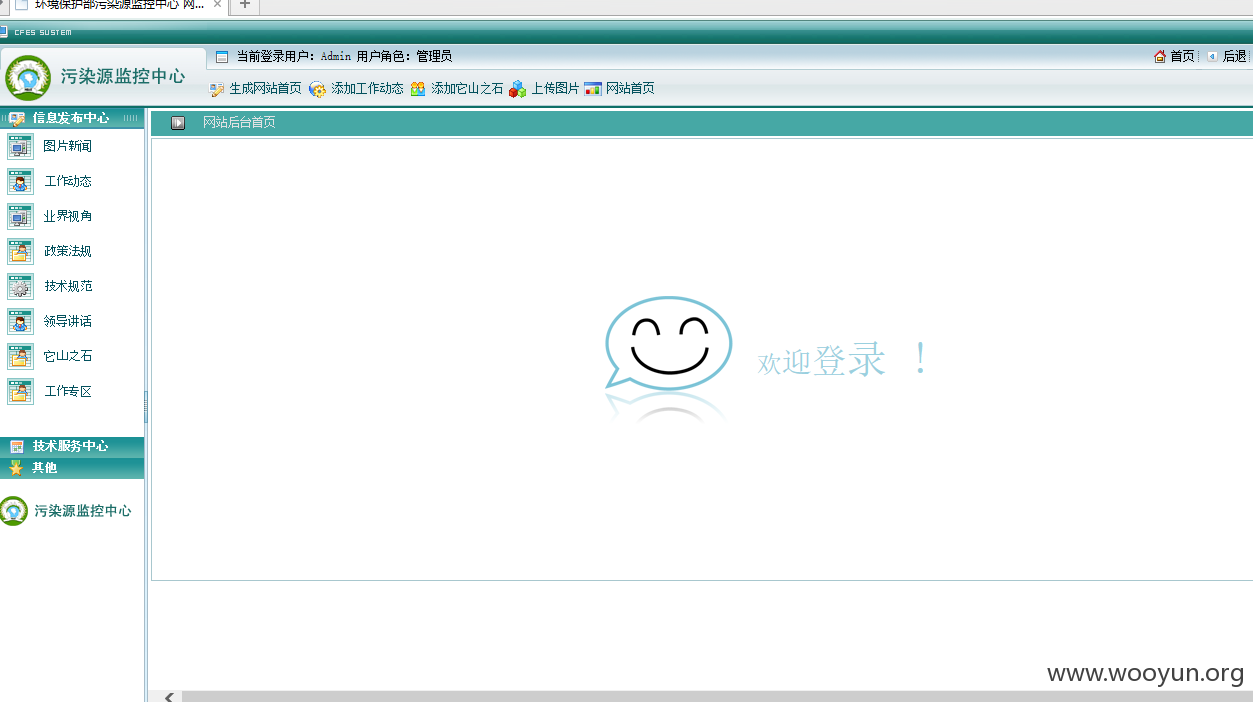 环境保护部污染源监控中心 网...
CFES SUSTEM
当前登录用户：Admin 用户角色：管理员
首页
后退
污染源监控中心
生成网站首页 添加工作动态 添加它山之石 上传图片 网站首页
信息发布中心
网站后台首页
图片新闻
工作动态
业界视角
政策法规
技术规范
领导讲话
它山之石
工作专区
欢迎登录 ！
技术服务中心
其他
污染源监控中心
www.wooyun.org